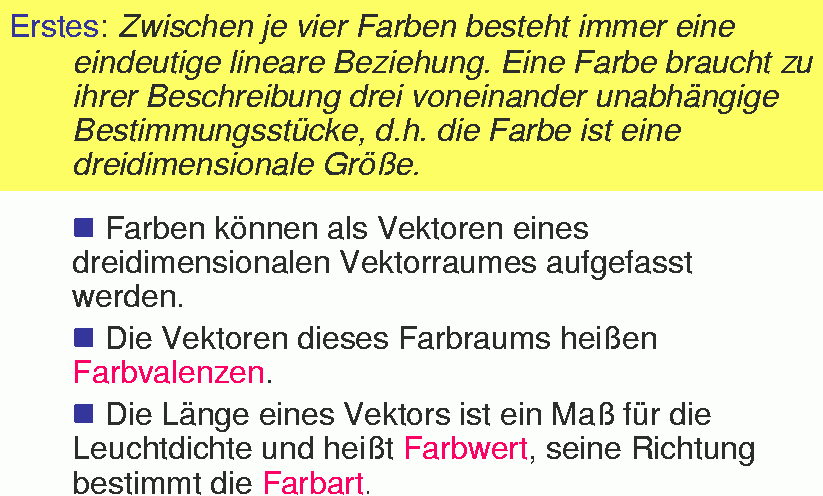 Erstes: Zwischen je vier Farben besteht immer eine
eindeutige lineare Beziehung. Eine Farbe braucht zu
ihrer Beschreibung drei voneinander unabhängige
Bestimmungsstücke, d.h. die Farbe ist eine
dreidimensionale Größe.
■ Farben können als Vektoren eines
dreidimensionalen Vektorraumes aufgefasst
werden.
■ Die Vektoren dieses Farbraums heißen
Farbvalenzen.
■ Die Länge eines Vektors ist ein Maß für die
Leuchtdichte und heißt Farbwert, seine Richtung
bestimmt die Farbart.